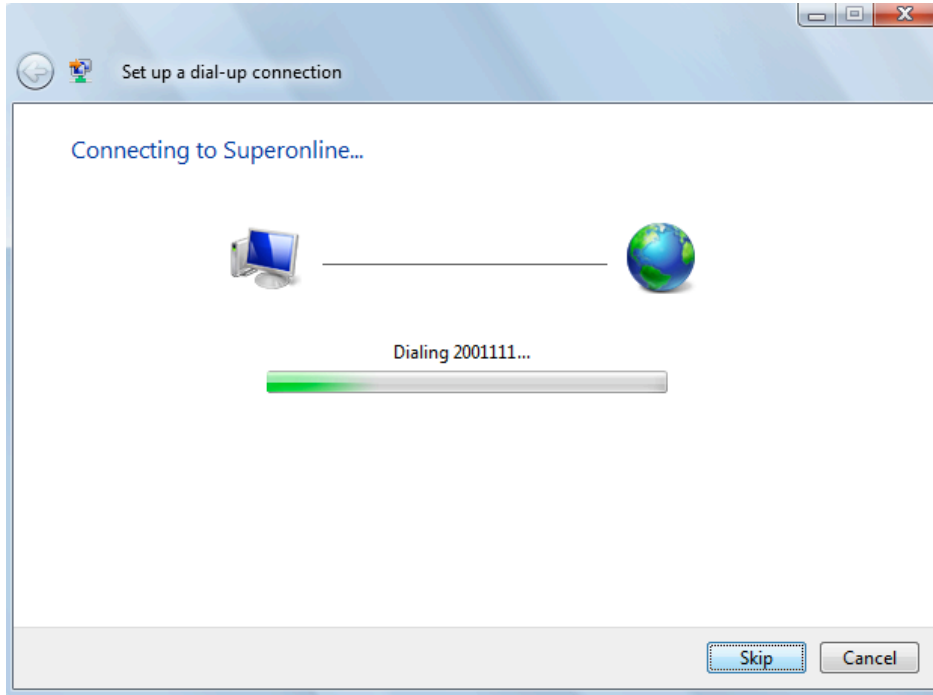 Set up a dial-up connection
Connecting to Superonline...
Dialing 2001111...
Skip Cancel